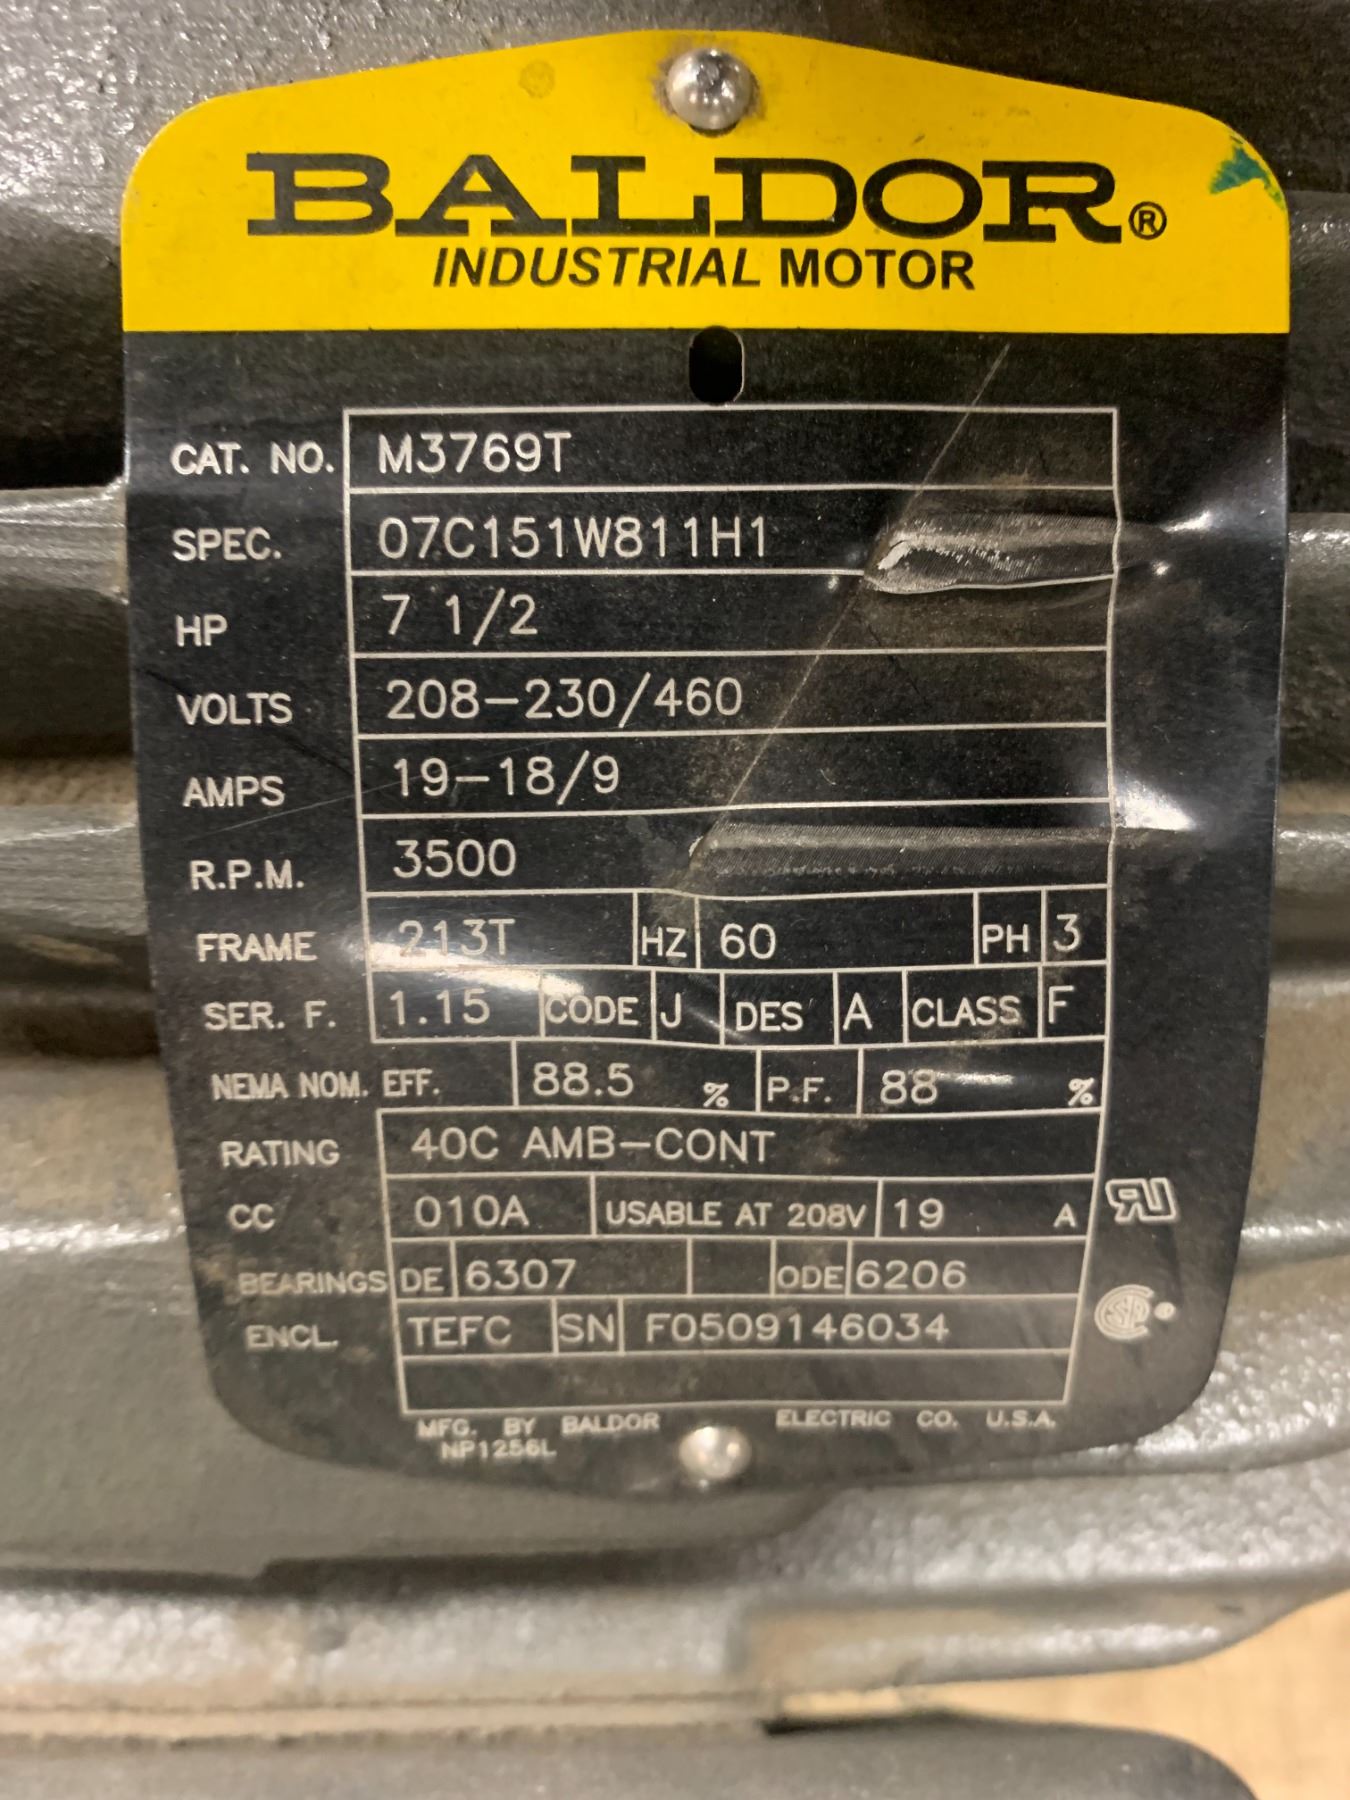 BALDOR®
INDUSTRIAL MOTOR
CAT. NO. M3769T
SPEC. 07C151W811H1
HP 7 1/2
VOLTS 208-230/460
AMPS 19-18/9
R.P.M. 3500
FRAME 213T HZ 60 PH 3
SER. F. 1.15 CODE J DES A CLASS F
NEMA NOM. EFF. 88.5 % P.F. 88 %
RATING 40C AMB-CONT
CC 010A USABLE AT 208V 19 A
BEARINGS DE 6307 ODE 6206
ENCL. TEFC SN F0509146034
MFG. BY BALDOR ELECTRIC CO. U.S.A.
NP1256L